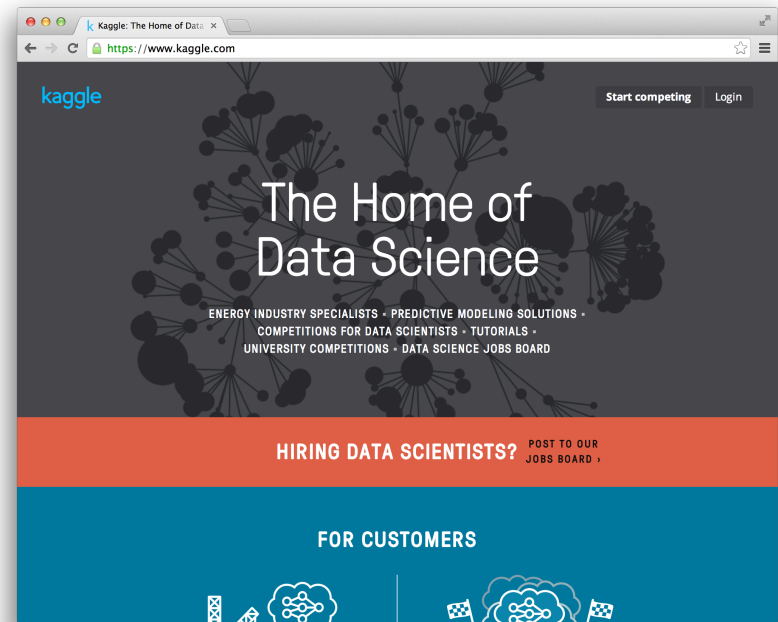 k Kaggle: The Home of Data
https://www.kaggle.com
kaggle
Start competing Login
The Home of
Data Science
ENERGY INDUSTRY SPECIALISTS ▪ PREDICTIVE MODELING SOLUTIONS ▪
COMPETITIONS FOR DATA SCIENTISTS ▪ TUTORIALS ▪
UNIVERSITY COMPETITIONS ▪ DATA SCIENCE JOBS BOARD
HIRING DATA SCIENTISTS?
POST TO OUR
JOBS BOARD ›
FOR CUSTOMERS